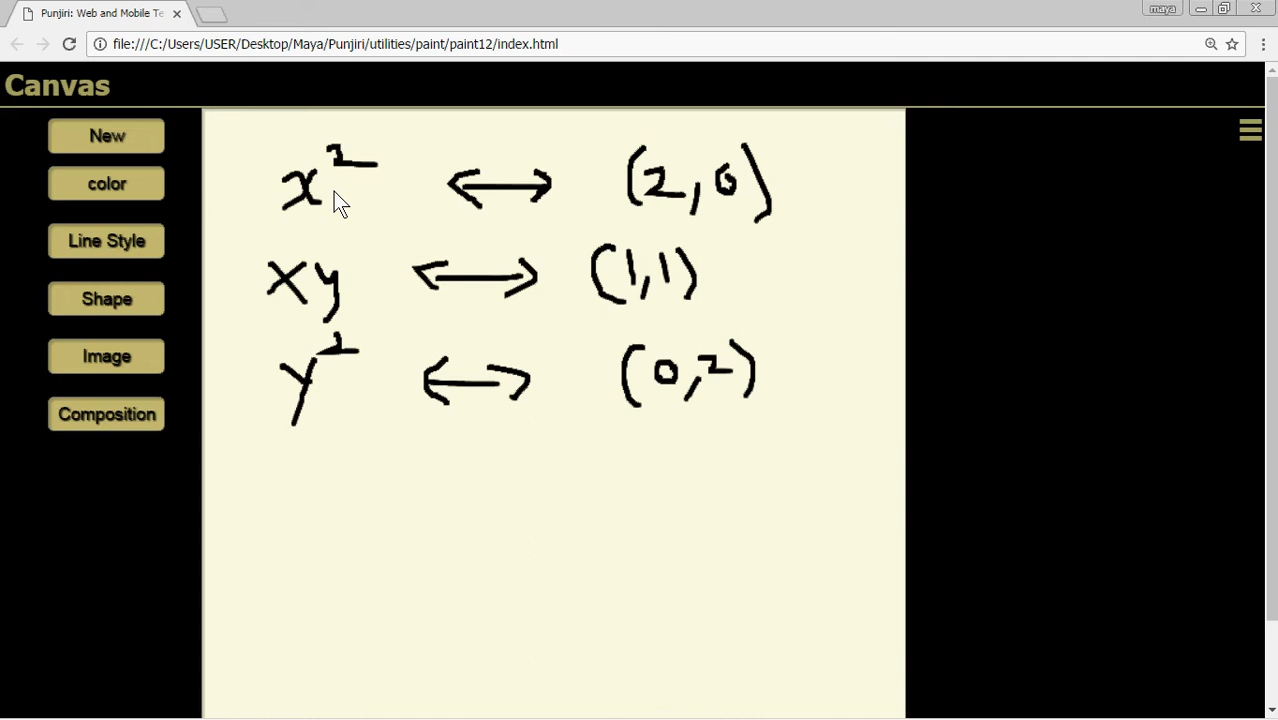 Punjiri: Web and Mobile Te
maya
file:///C:/Users/USER/Desktop/Maya/Punjiri/utilities/paint/paint12/index.html
Canvas
New
color
Line Style
Shape
Image
Composition
x² ↔ (2,0)
xy ↔ (1,1)
y² ↔ (0,2)